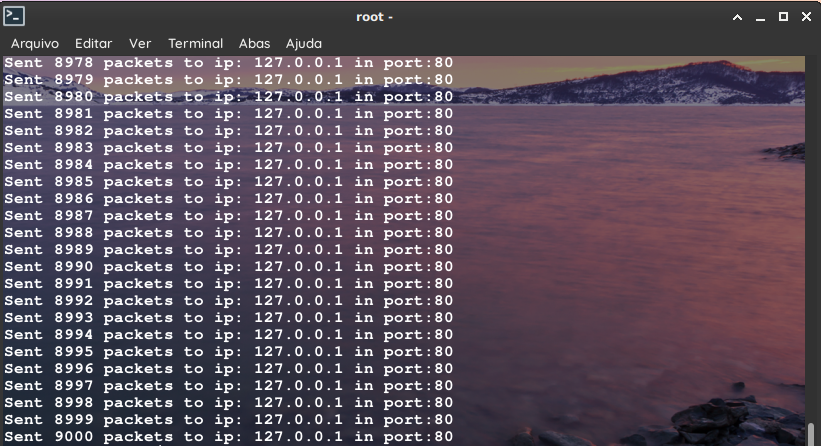 root -
Arquivo Editar Ver Terminal Abas Ajuda
Sent 8978 packets to ip: 127.0.0.1 in port:80
Sent 8979 packets to ip: 127.0.0.1 in port:80
Sent 8980 packets to ip: 127.0.0.1 in port:80
Sent 8981 packets to ip: 127.0.0.1 in port:80
Sent 8982 packets to ip: 127.0.0.1 in port:80
Sent 8983 packets to ip: 127.0.0.1 in port:80
Sent 8984 packets to ip: 127.0.0.1 in port:80
Sent 8985 packets to ip: 127.0.0.1 in port:80
Sent 8986 packets to ip: 127.0.0.1 in port:80
Sent 8987 packets to ip: 127.0.0.1 in port:80
Sent 8988 packets to ip: 127.0.0.1 in port:80
Sent 8989 packets to ip: 127.0.0.1 in port:80
Sent 8990 packets to ip: 127.0.0.1 in port:80
Sent 8991 packets to ip: 127.0.0.1 in port:80
Sent 8992 packets to ip: 127.0.0.1 in port:80
Sent 8993 packets to ip: 127.0.0.1 in port:80
Sent 8994 packets to ip: 127.0.0.1 in port:80
Sent 8995 packets to ip: 127.0.0.1 in port:80
Sent 8996 packets to ip: 127.0.0.1 in port:80
Sent 8997 packets to ip: 127.0.0.1 in port:80
Sent 8998 packets to ip: 127.0.0.1 in port:80
Sent 8999 packets to ip: 127.0.0.1 in port:80
Sent 9000 packets to ip: 127.0.0.1 in port:80